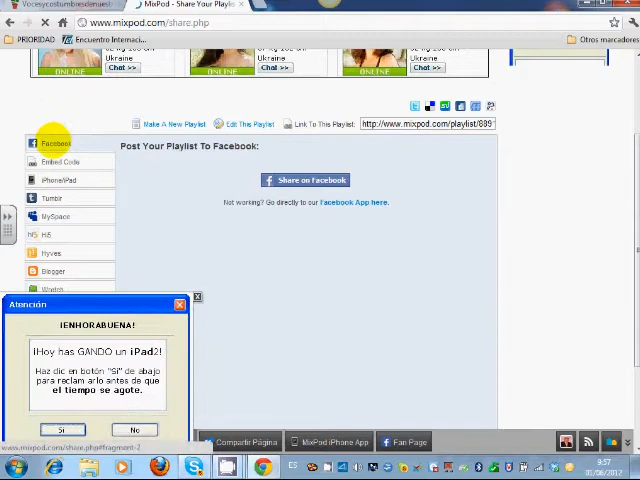 Vocesycostumbresdenuest
MixPod - Share Your Playlis
www.mixpod.com/share.php
PRIORIDAD
Encuentro Internaci...
Otros marcadores
Ukraine
Ukraine
Ukraine
Chat >>
Chat >>
Chat >>
ONLINE
ONLINE
ONLINE
Make A New Playlist
Edit This Playlist
Link To This Playlist:
http://www.mixpod.com/playlist/8891
Facebook
Post Your Playlist To Facebook:
Embed Code
iPhone/iPad
Share on Facebook
Tumblr
Not working? Go directly to our Facebook App here.
MySpace
Hi5
Hyves
Blogger
Wretch
Atención
¡ENHORABUENA!
¡Hoy has GANDO un iPad2!
Haz clic en botón "Sí" de abajo
para reclamarlo antes de que
el tiempo se agote.
Sí
No
www.mixpod.com/share.php#fragment-2
Compartir Página
MixPod iPhone App
Fan Page
ES
9:57
01/06/2012